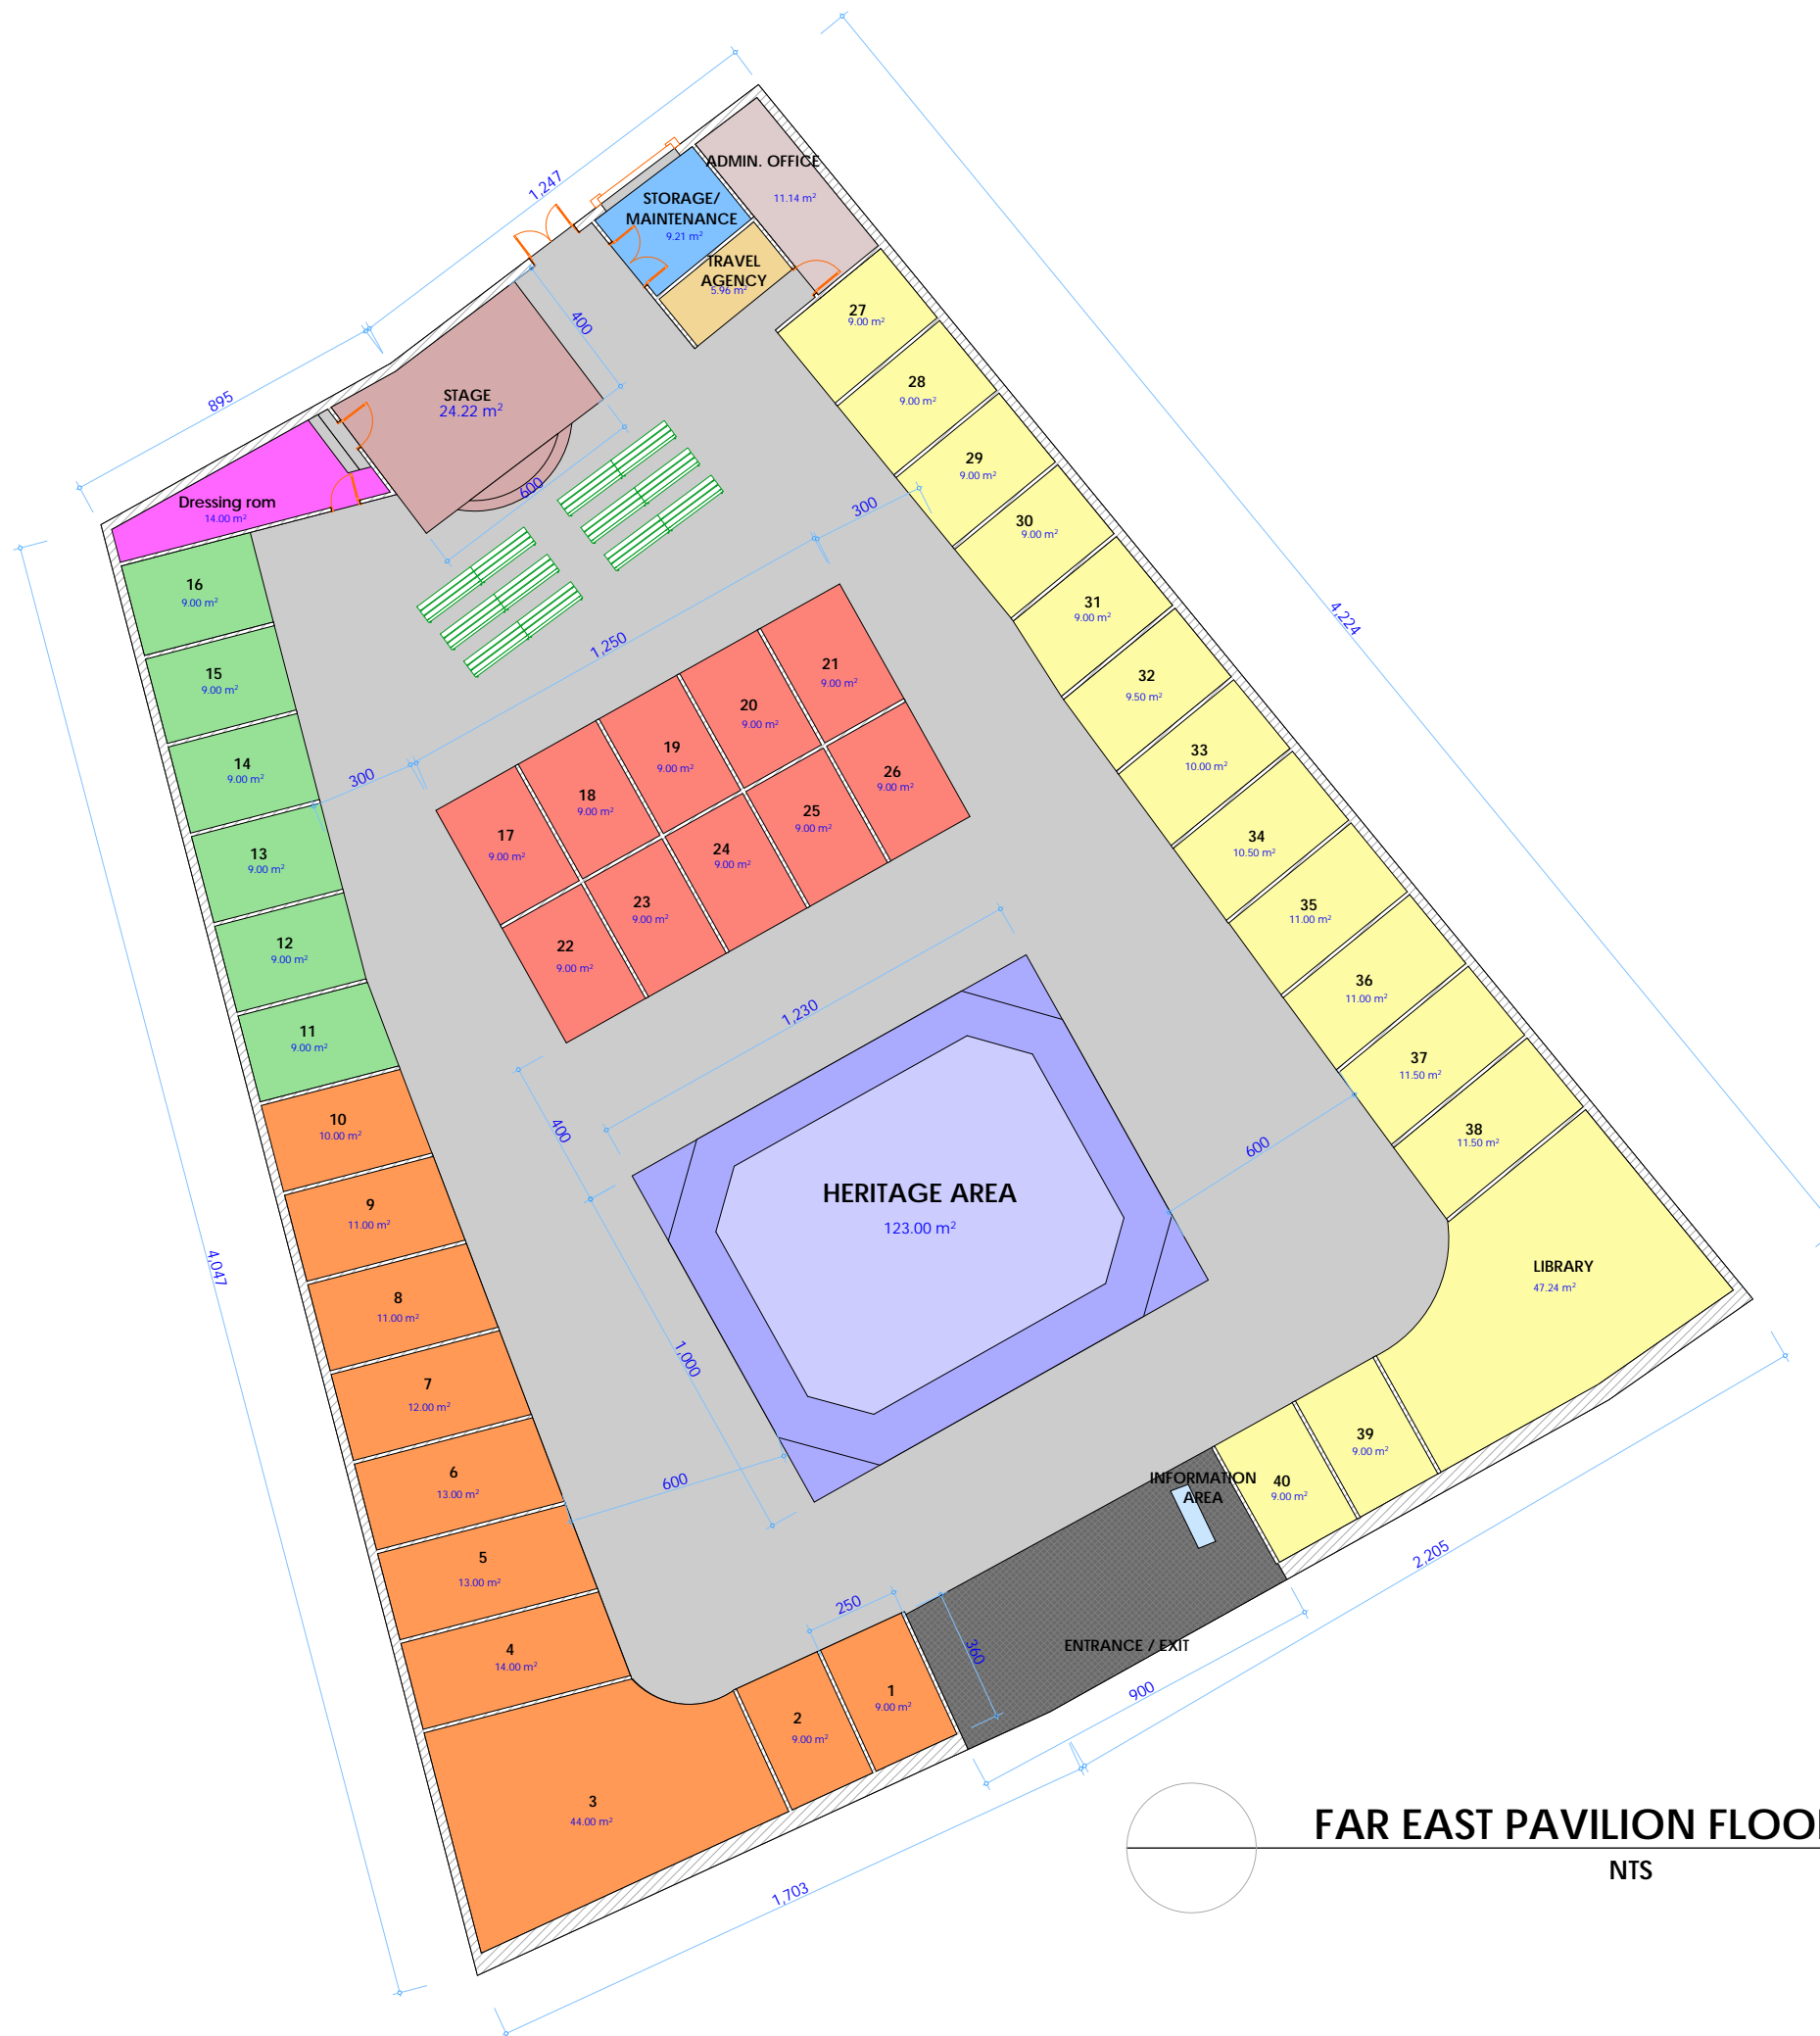 1,247
ADMIN. OFFICE
11.14 m²
STORAGE/
MAINTENANCE
9.21 m²
TRAVEL
AGENCY
5.96 m²
895
400
STAGE
24.22 m²
600
Dressing rom
14.00 m²
27
9.00 m²
28
9.00 m²
29
9.00 m²
30
9.00 m²
31
9.00 m²
32
9.50 m²
33
10.00 m²
34
10.50 m²
35
11.00 m²
36
11.00 m²
37
11.50 m²
38
11.50 m²
4,224
300
1,250
300
16
9.00 m²
15
9.00 m²
14
9.00 m²
13
9.00 m²
12
9.00 m²
11
9.00 m²
21
9.00 m²
20
9.00 m²
19
9.00 m²
18
9.00 m²
17
9.00 m²
26
9.00 m²
25
9.00 m²
24
9.00 m²
23
9.00 m²
22
9.00 m²
1,230
400
600
HERITAGE AREA
123.00 m²
1,000
600
10
10.00 m²
9
11.00 m²
8
11.00 m²
7
12.00 m²
6
13.00 m²
5
13.00 m²
4
14.00 m²
4,047
LIBRARY
47.24 m²
39
9.00 m²
40
9.00 m²
INFORMATION
AREA
2,205
250
360
ENTRANCE / EXIT
900
1
9.00 m²
2
9.00 m²
3
44.00 m²
1,703
FAR EAST PAVILION FLOO
NTS